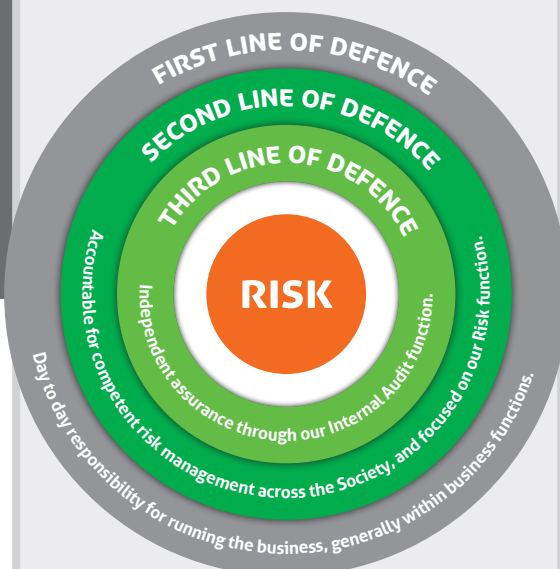 FIRST LINE OF DEFENCE
SECOND LINE OF DEFENCE
THIRD LINE OF DEFENCE
RISK
Independent assurance through our Internal Audit function.
Accountable for competent risk management across the Society, and focused on our Risk function.
Day to day responsibility for running the business, generally within business functions.